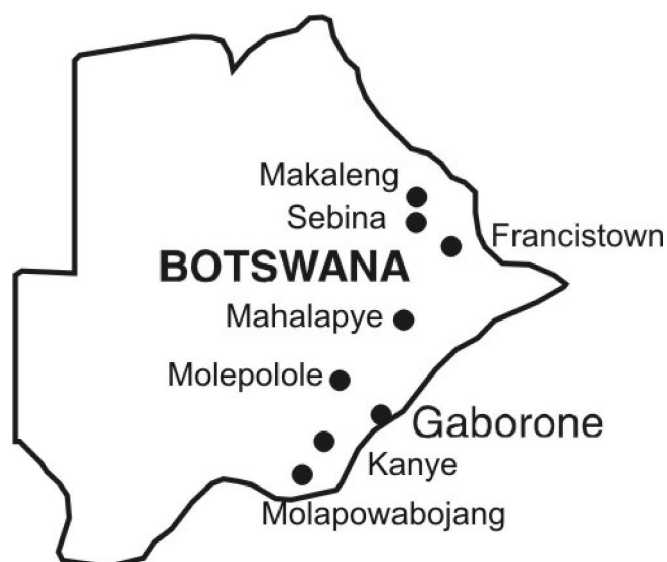 Makaleng
Sebina
Francistown
BOTSWANA
Mahalapye
Molepolole
Gaborone
Kanye
Molapowabojang